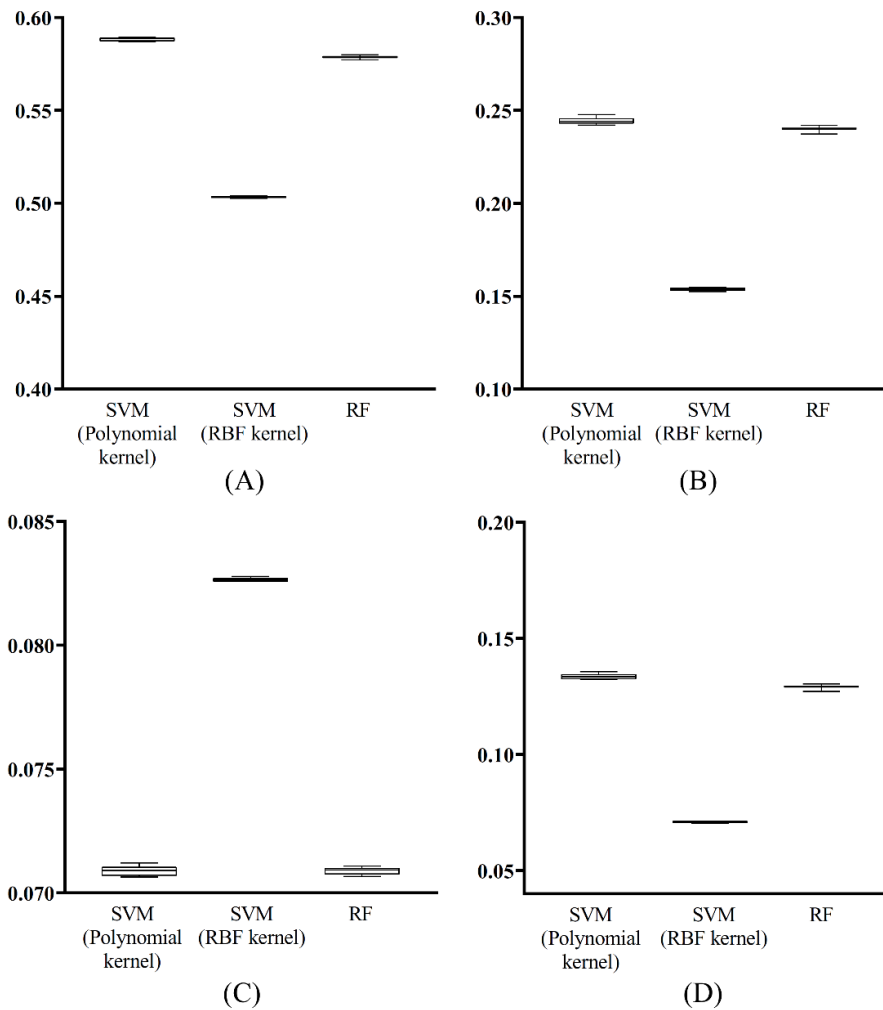 0.60
0.55
0.50
0.45
0.40
SVM
(Polynomial
kernel)
SVM
(RBF kernel)
RF
(A)
0.30
0.25
0.20
0.15
0.10
SVM
(Polynomial
kernel)
SVM
(RBF kernel)
RF
(B)
0.085
0.080
0.075
0.070
SVM
(Polynomial
kernel)
SVM
(RBF kernel)
RF
(C)
0.20
0.15
0.10
0.05
SVM
(Polynomial
kernel)
SVM
(RBF kernel)
RF
(D)